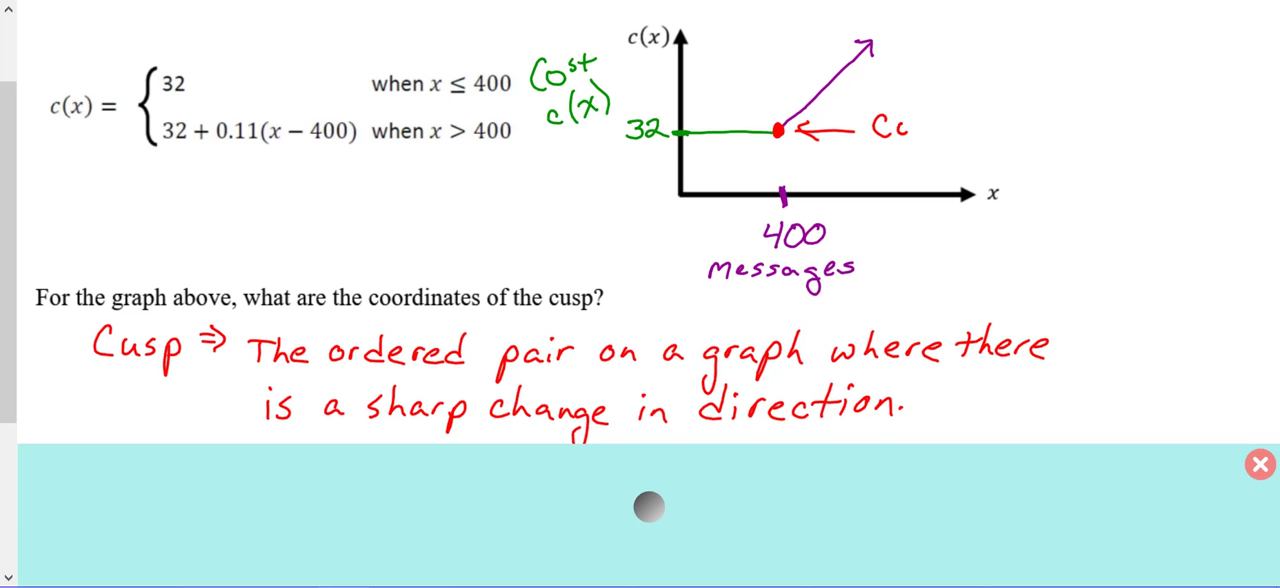 c(x)
32 when x ≤ 400
c(x) =
32 + 0.11(x − 400) when x > 400
Cost
c(x)
32
Cc
x
400
messages
For the graph above, what are the coordinates of the cusp?
Cusp ⇒ The ordered pair on a graph where there
is a sharp change in direction.